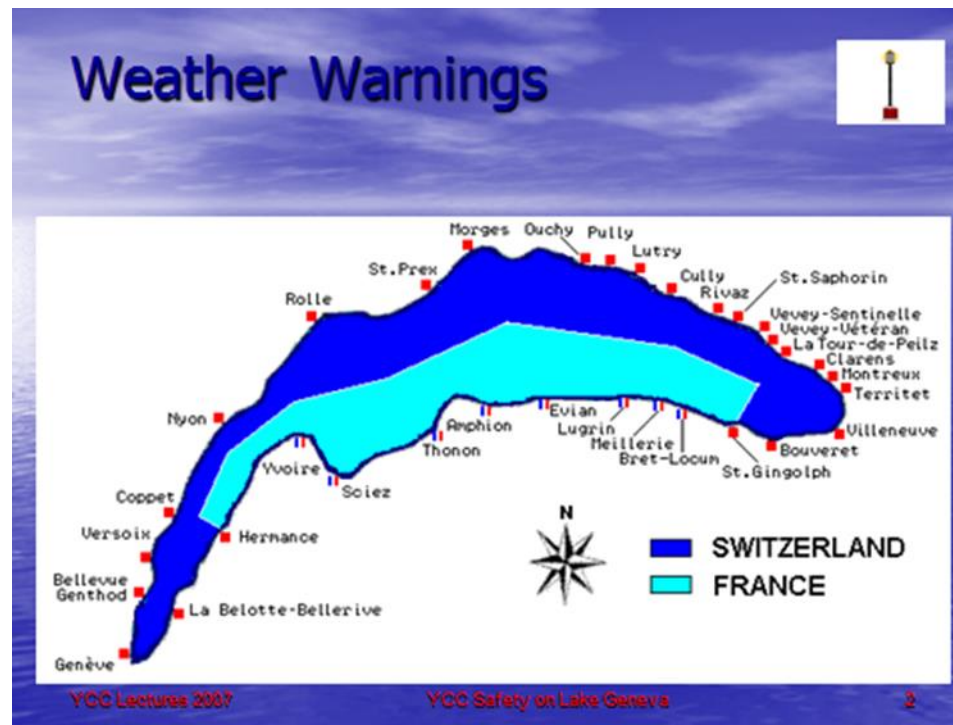 Weather Warnings
Morges
Ouchy
Pully
Lutry
St.Prex
Cully
St.Saphorin
Rivaz
Rolle
Vevey-Sentinelle
Vevey-Vétéran
La Tour-de-Peilz
Clarens
Montreux
Territet
Nyon
Evian
Villeneuve
Amphion
Lugrin
Thonon
Meillerie
Bouveret
Yvoire
Bret-Locum
St.Gingolph
Sciez
Coppet
N
Versoix
Hermance
SWITZERLAND
Bellevue
Genthod
FRANCE
La Belotte-Bellerive
Genève
YCC Lectures 2007
YCC Safety on Lake Geneva
2